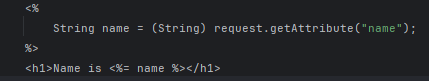 <%
    String name = (String) request.getAttribute("name");
%>
<h1>Name is <%= name %></h1>